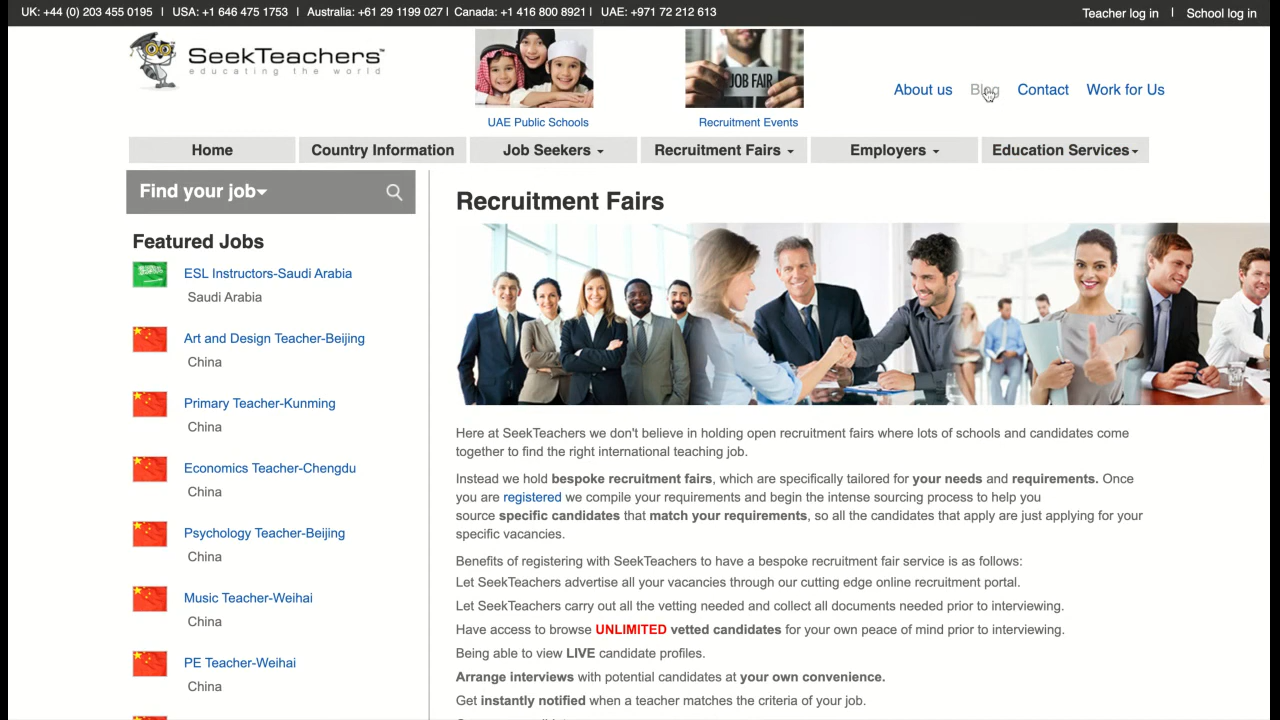 UK: +44 (0) 203 455 0195 | USA: +1 646 475 1753 | Australia: +61 29 1199 027 | Canada: +1 416 800 8921 | UAE: +971 72 212 613
Teacher log in | School log in
SeekTeachers™
educating the world
JOB FAIR
UAE Public Schools
Recruitment Events
About us Blog Contact Work for Us
Home Country Information Job Seekers Recruitment Fairs Employers Education Services
Find your job
Featured Jobs
ESL Instructors-Saudi Arabia
Saudi Arabia
Art and Design Teacher-Beijing
China
Primary Teacher-Kunming
China
Economics Teacher-Chengdu
China
Psychology Teacher-Beijing
China
Music Teacher-Weihai
China
PE Teacher-Weihai
China
Recruitment Fairs
Here at SeekTeachers we don't believe in holding open recruitment fairs where lots of schools and candidates come
together to find the right international teaching job.
Instead we hold bespoke recruitment fairs, which are specifically tailored for your needs and requirements. Once
you are registered we compile your requirements and begin the intense sourcing process to help you
source specific candidates that match your requirements, so all the candidates that apply are just applying for your
specific vacancies.
Benefits of registering with SeekTeachers to have a bespoke recruitment fair service is as follows:
Let SeekTeachers advertise all your vacancies through our cutting edge online recruitment portal.
Let SeekTeachers carry out all the vetting needed and collect all documents needed prior to interviewing.
Have access to browse UNLIMITED vetted candidates for your own peace of mind prior to interviewing.
Being able to view LIVE candidate profiles.
Arrange interviews with potential candidates at your own convenience.
Get instantly notified when a teacher matches the criteria of your job.